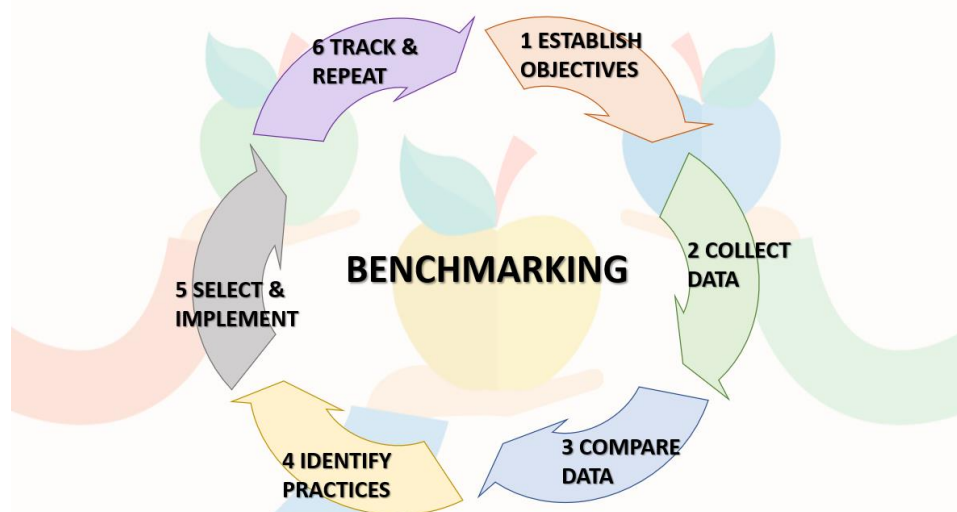 BENCHMARKING
1 ESTABLISH
OBJECTIVES
2 COLLECT
DATA
3 COMPARE
DATA
4 IDENTIFY
PRACTICES
5 SELECT &
IMPLEMENT
6 TRACK &
REPEAT